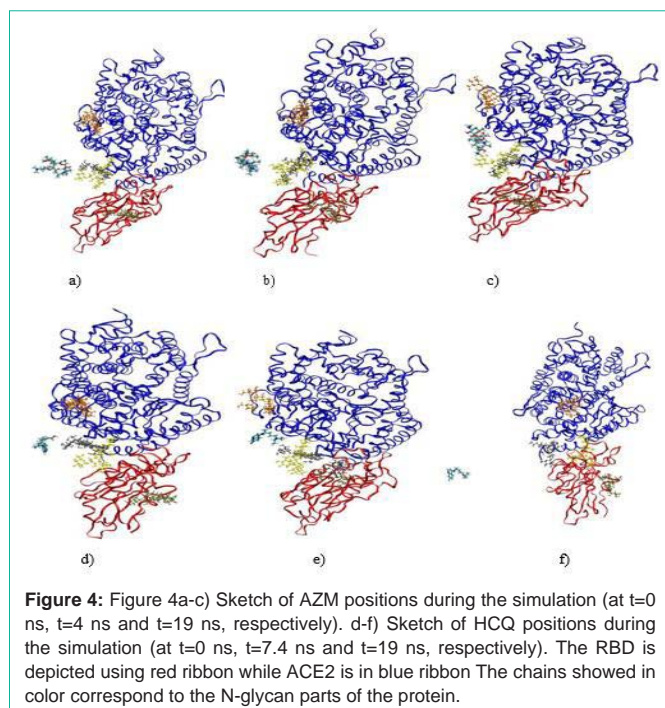 a)
b)
c)
d)
e)
f)
Figure 4: Figure 4a-c) Sketch of AZM positions during the simulation (at t=0
ns, t=4 ns and t=19 ns, respectively). d-f) Sketch of HCQ positions during
the simulation (at t=0 ns, t=7.4 ns and t=19 ns, respectively). The RBD is
depicted using red ribbon while ACE2 is in blue ribbon The chains showed in
color correspond to the N-glycan parts of the protein.